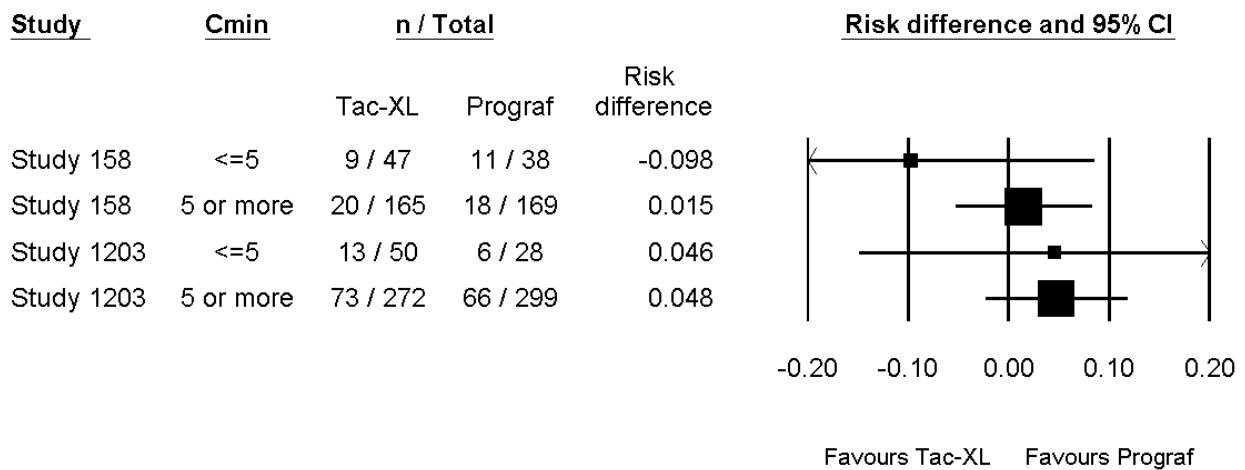 Study Cmin n / Total Risk difference and 95% CI
Risk
Tac-XL Prograf difference
Study 158 <=5 9 / 47 11 / 38 -0.098
Study 158 5 or more 20 / 165 18 / 169 0.015
Study 1203 <=5 13 / 50 6 / 28 0.046
Study 1203 5 or more 73 / 272 66 / 299 0.048
-0.20 -0.10 0.00 0.10 0.20
Favours Tac-XL Favours Prograf